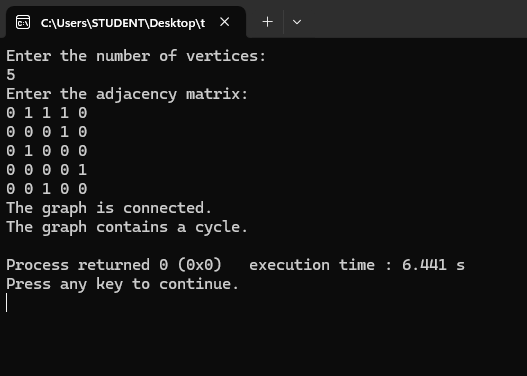 C:\Users\STUDENT\Desktop\t
Enter the number of vertices:
5
Enter the adjacency matrix:
0 1 1 1 0
0 0 0 1 0
0 1 0 0 0
0 0 0 0 1
0 0 1 0 0
The graph is connected.
The graph contains a cycle.
Process returned 0 (0x0)   execution time : 6.441 s
Press any key to continue.